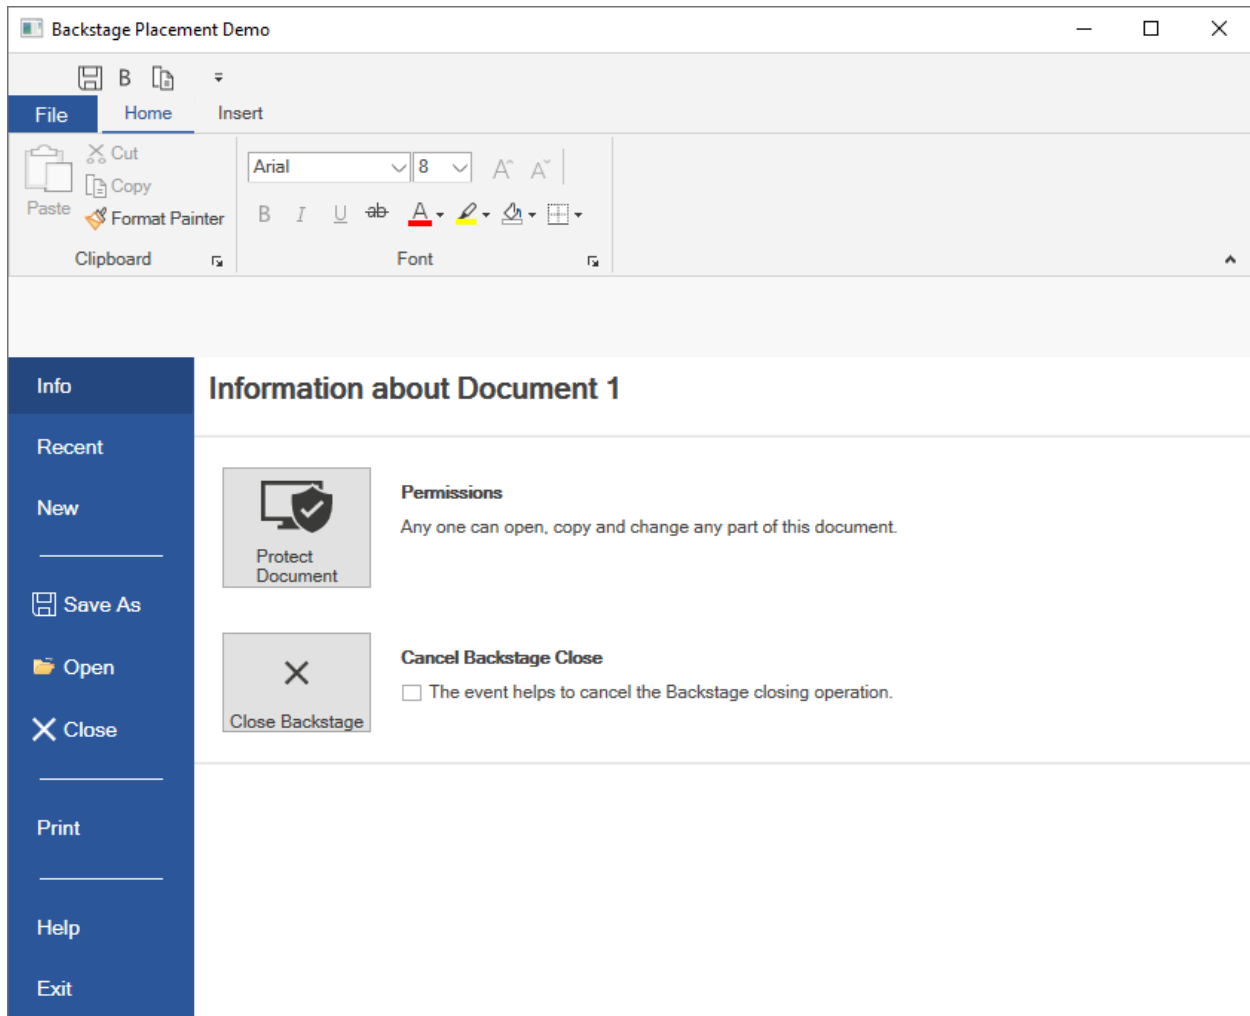 Backstage Placement Demo
B
File Home Insert
Cut
Copy
Paste
Format Painter
Clipboard
Arial 8 A A
B I U ab A
Font
Info
Recent
New
Save As
Open
Close
Print
Help
Exit
Information about Document 1
Protect
Document
Permissions
Any one can open, copy and change any part of this document.
Close Backstage
Cancel Backstage Close
The event helps to cancel the Backstage closing operation.